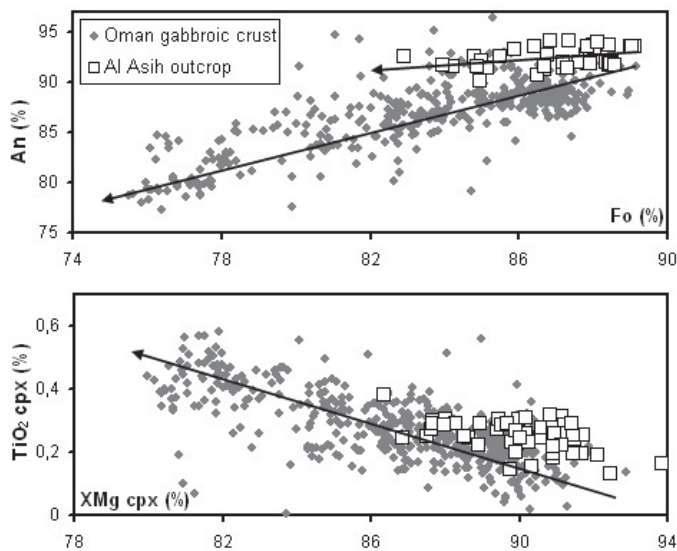 95
90
85
80
75
An (%)
Oman gabbroic crust
Al Asih outcrop
Fo (%)
74 78 82 86 90
0,6
0,4
0,2
0
TiO₂ cpx (%)
XMg cpx (%)
78 82 86 90 94